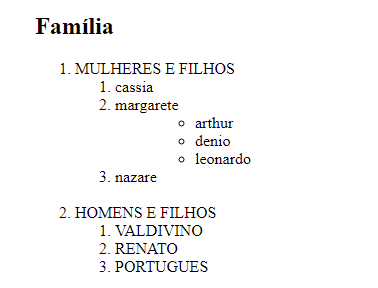 Família
1. MULHERES E FILHOS
1. cassia
2. margarete
○ arthur
○ denio
○ leonardo
3. nazare
2. HOMENS E FILHOS
1. VALDIVINO
2. RENATO
3. PORTUGUES